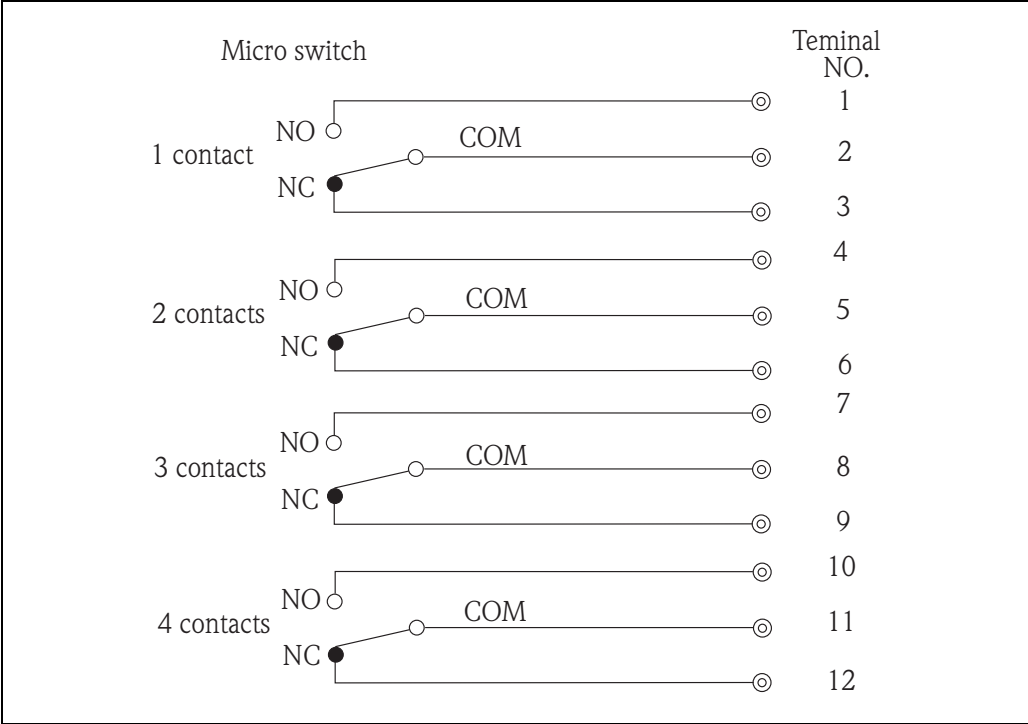 Micro switch
Teminal
NO.
1
NO
COM
1 contact
2
NC
3
4
NO
COM
2 contacts
5
NC
6
7
NO
COM
3 contacts
8
NC
9
10
NO
COM
4 contacts
11
NC
12